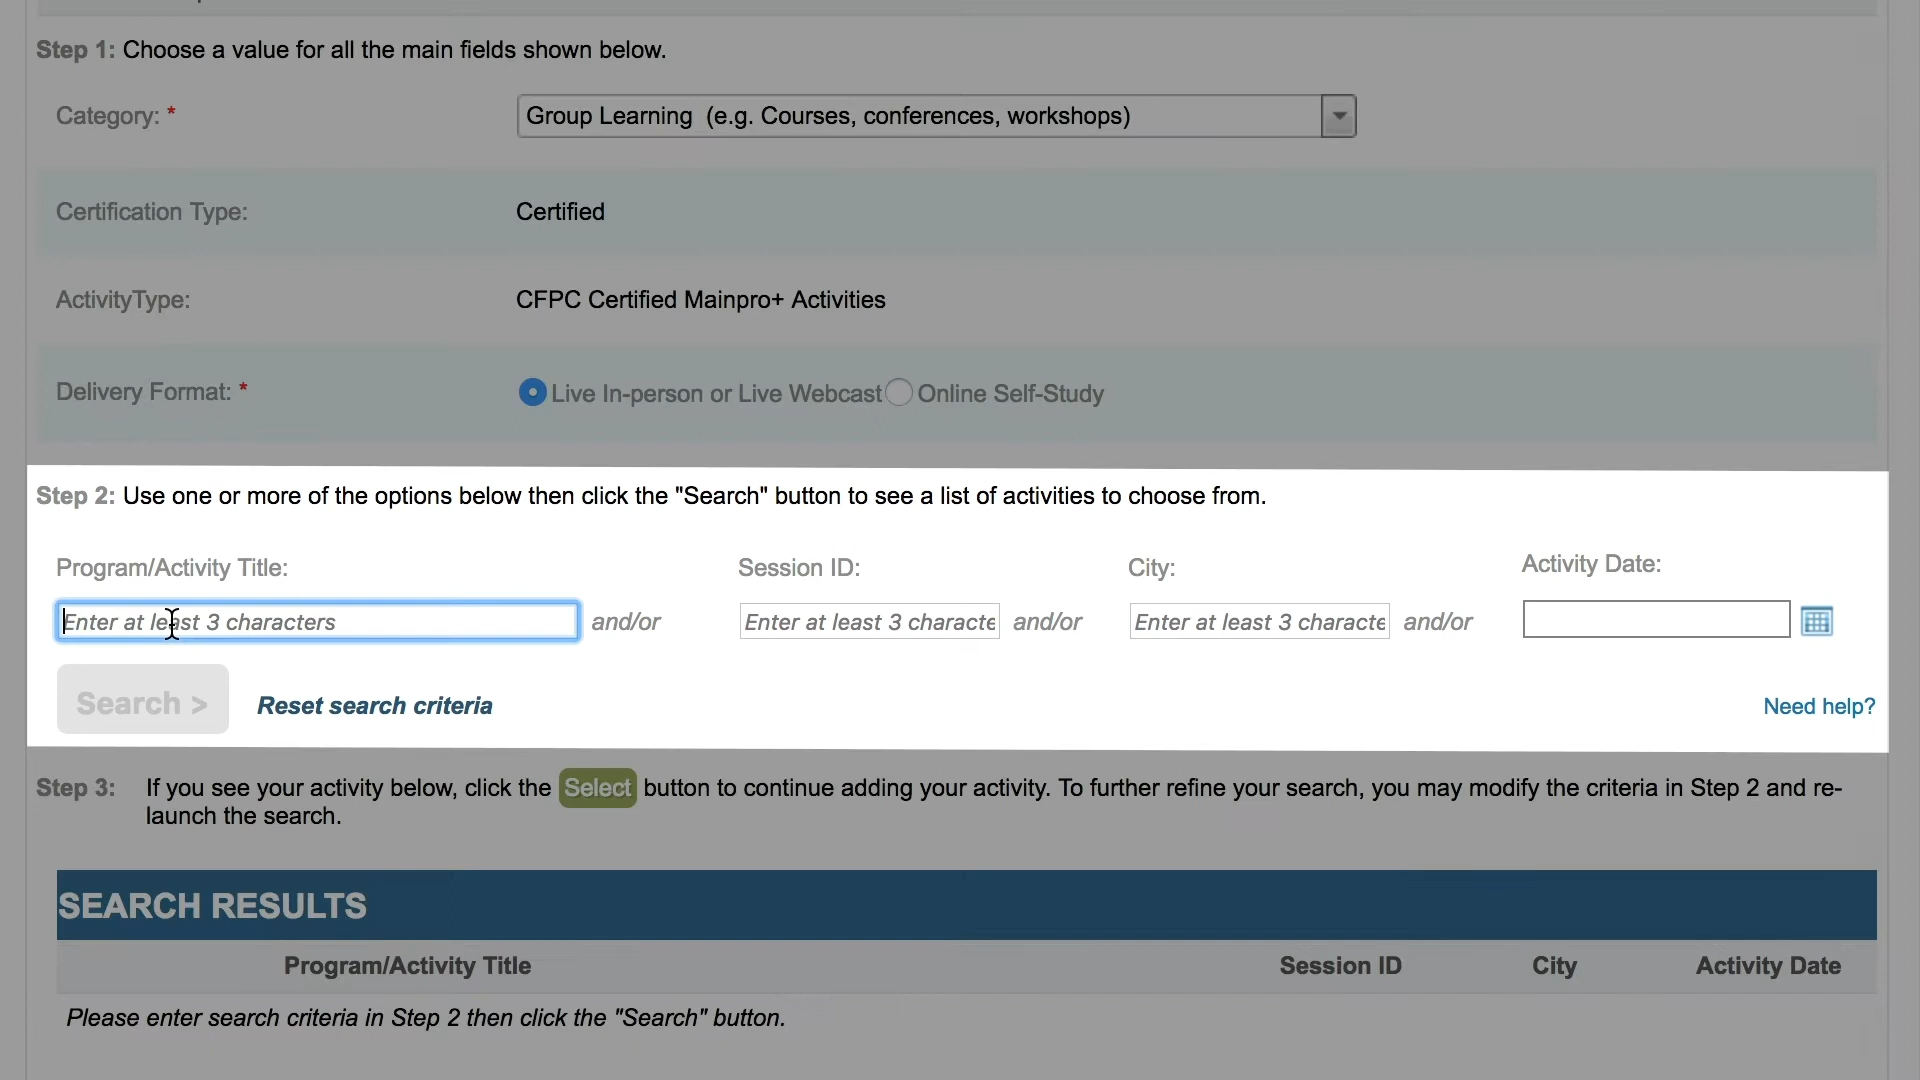 Step 1: Choose a value for all the main fields shown below.
Category: *
Group Learning  (e.g. Courses, conferences, workshops)
Certification Type:
Certified
ActivityType:
CFPC Certified Mainpro+ Activities
Delivery Format: *
Live In-person or Live Webcast
Online Self-Study
Step 2: Use one or more of the options below then click the "Search" button to see a list of activities to choose from.
Program/Activity Title:
Session ID:
City:
Activity Date:
Enter at least 3 characters
and/or
Enter at least 3 characte
and/or
Enter at least 3 characte
and/or
Search >
Reset search criteria
Need help?
Step 3: If you see your activity below, click the Select button to continue adding your activity. To further refine your search, you may modify the criteria in Step 2 and re-
launch the search.
SEARCH RESULTS
Program/Activity Title
Session ID
City
Activity Date
Please enter search criteria in Step 2 then click the "Search" button.